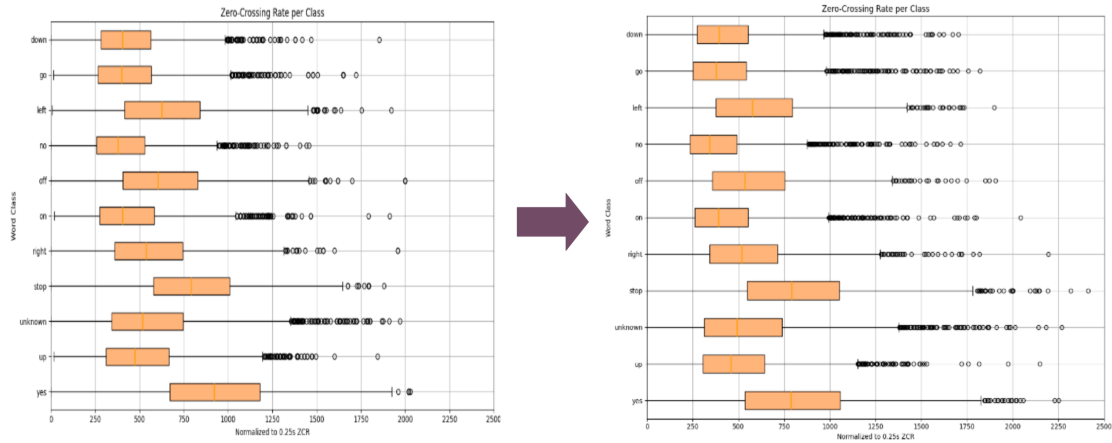 Zero-Crossing Rate per Class
Word Class
down
go
left
no
off
on
right
stop
unknown
up
yes
0 250 500 750 1000 1250 1500 1750 2000 2250 2500
Normalized to 0.25s ZCR
Zero-Crossing Rate per Class
Word Class
down
go
left
no
off
on
right
stop
unknown
up
yes
0 250 500 750 1000 1250 1500 1750 2000 2250 2500
Normalized to 0.25s ZCR